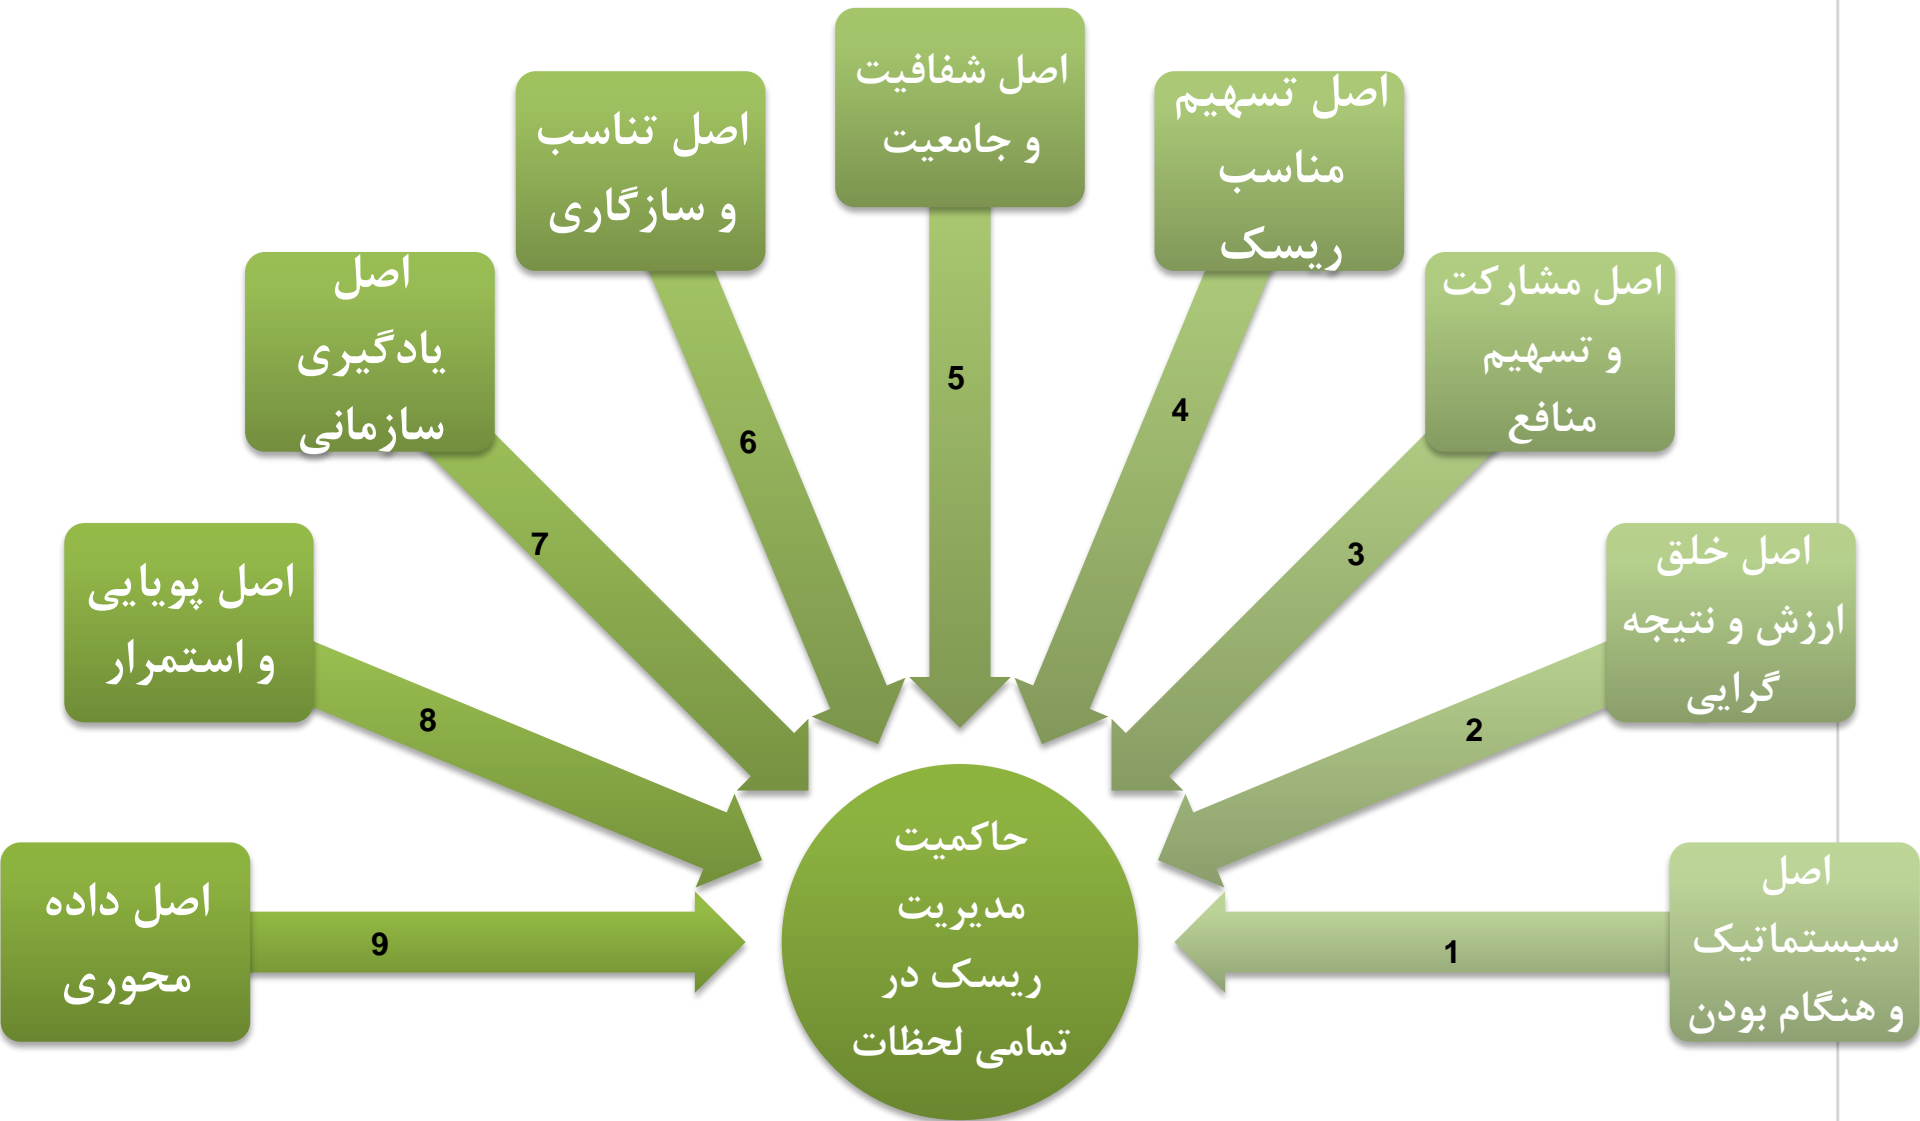 اصل
سیستماتیک
و هنگام بودن
1
اصل خلق
ارزش و نتیجه
گرایی
2
اصل مشارکت
و تسهیم
منافع
3
اصل تسهیم
مناسب
ریسک
4
اصل شفافیت
و جامعیت
5
اصل تناسب
و سازگاری
6
اصل
یادگیری
سازمانی
7
اصل پویایی
و استمرار
8
اصل داده
محوری
9
حاکمیت
مدیریت
ریسک در
تمامی لحظات